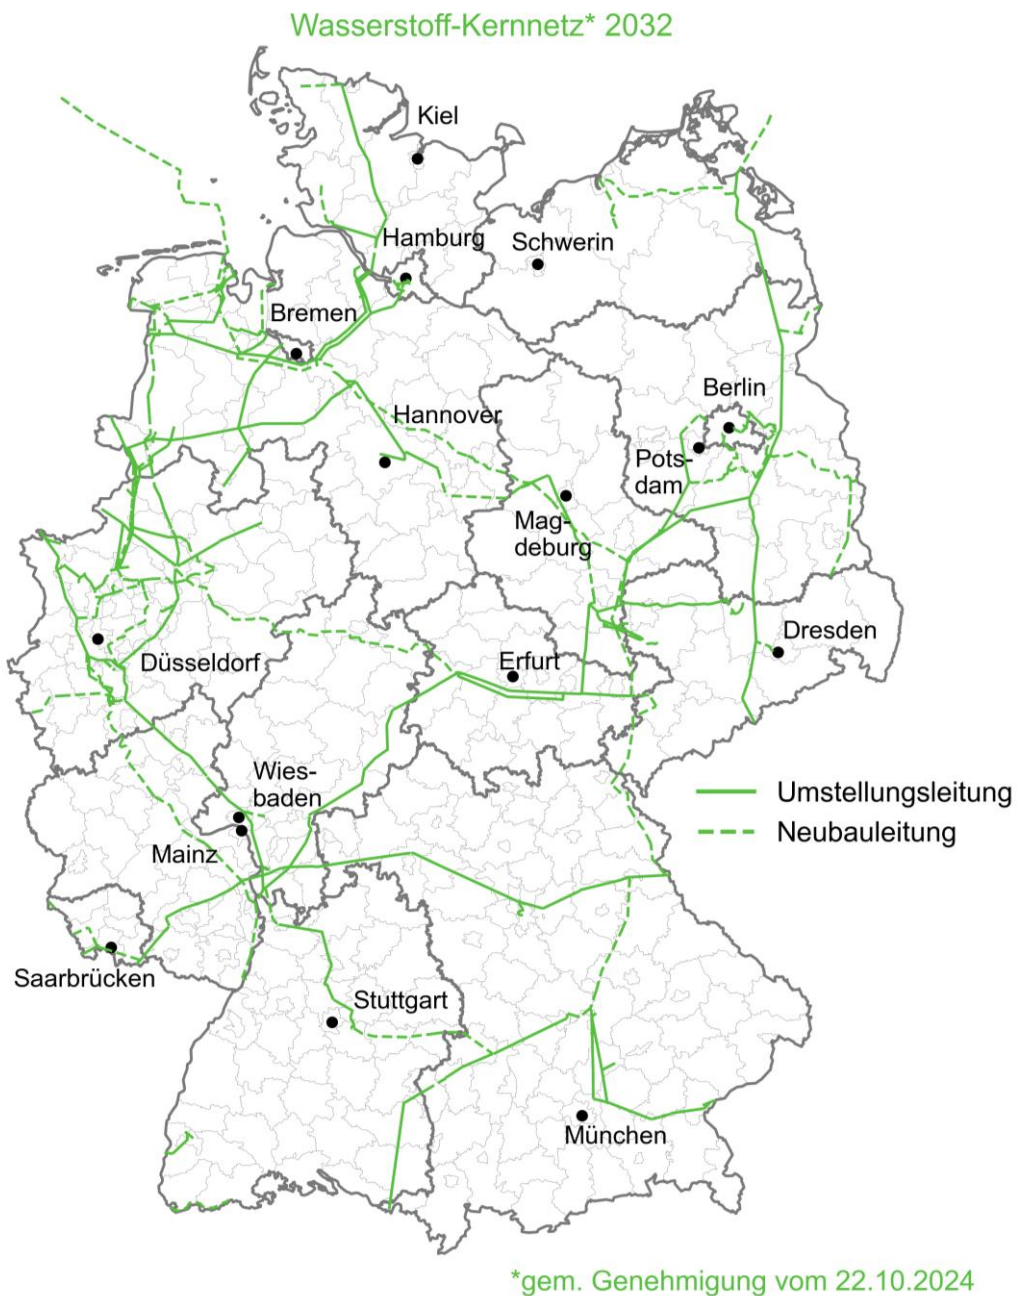 Wasserstoff-Kernnetz* 2032
Kiel
Hamburg
Schwerin
Bremen
Berlin
Hannover
Pots-
dam
Mag-
deburg
Dresden
Düsseldorf
Erfurt
Wies-
baden
Umstellungsleitung
Neubauleitung
Mainz
Saarbrücken
Stuttgart
München
*gem. Genehmigung vom 22.10.2024